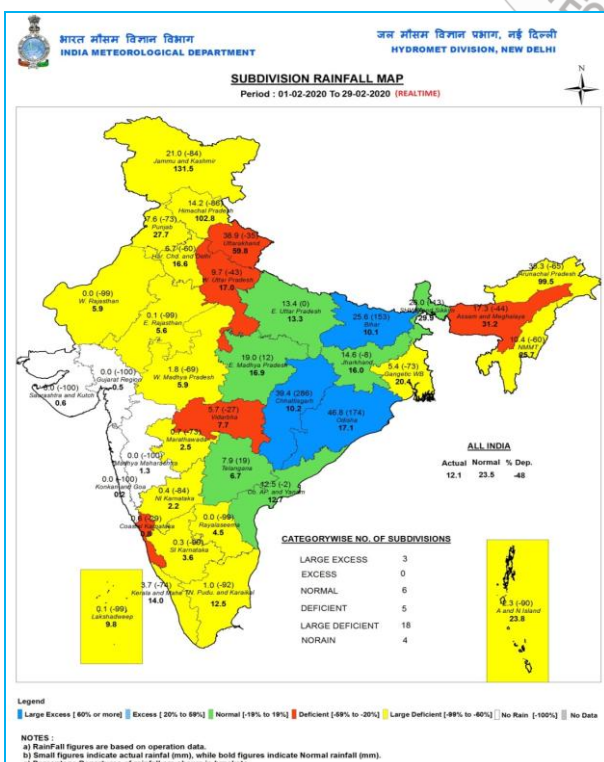 भारत मौसम विज्ञान विभाग
INDIA METEOROLOGICAL DEPARTMENT
जल मौसम विज्ञान प्रभाग, नई दिल्ली
HYDROMET DIVISION, NEW DELHI
SUBDIVISION RAINFALL MAP
Period : 01-02-2020 To 29-02-2020 (REALTIME)
N
21.0 (-84)
Jammu and Kashmir
131.5
14.2 (-86)
Himachal Pradesh
102.8
7.6 (-73)
Punjab
27.7
38.9 (-35)
Uttarakhand
59.8
6.7 (-60)
Har. Chd. and Delhi
16.6
9.7 (-43)
W. Uttar Pradesh
17.0
(-65)
Arunachal Pradesh
99.5
0.0 (-99)
W. Rajasthan
5.9
0.1 (-99)
E. Rajasthan
5.6
13.4 (0)
E. Uttar Pradesh
13.3
25.6 (153)
Bihar
10.1
17.3 (-44)
Assam and Meghalaya
31.2
10.4 (-60)
NMMT
25.7
1.8 (-69)
W. Madhya Pradesh
5.9
19.0 (12)
E. Madhya Pradesh
16.9
14.6 (-8)
Jharkhand
16.0
5.4 (-73)
Gangetic WB
20.4
0.0 (-100)
Gujarat Region
0.5
(-100)
Saurashtra and Kutch
0.6
39.4 (286)
Chhattisgarh
10.2
46.8 (174)
Odisha
17.1
5.7 (-27)
Vidarbha
7.7
0.7 (-73)
Marathawada
2.5
0.0 (-100)
Madhya Maharashtra
1.3
7.9 (19)
Telangana
6.7
0.0 (-100)
Konkan and Goa
0.2
12.5 (-2)
Co. AP. and Yanam
0.4 (-84)
NI Karnataka
2.2
0.0 (-99)
Rayalaseema
4.5
Coastal Karnataka
0.3
SI Karnataka
3.6
3.7 (-74)
Kerala and Mahe
14.0
1.0 (-92)
TN. Pudu. and Karaikal
12.5
0.1 (-99)
Lakshadweep
9.8
(-90)
A and N Island
23.8
ALL INDIA
Actual Normal % Dep.
12.1 23.5 -48
CATEGORYWISE NO. OF SUBDIVISIONS
LARGE EXCESS 3
EXCESS 0
NORMAL 6
DEFICIENT 5
LARGE DEFICIENT 18
NORAIN 4
Legend
Large Excess [ 60% or more] Excess [ 20% to 59%] Normal [-19% to 19%] Deficient [-59% to -20%] Large Deficient [-99% to -60%] No Rain [-100%] No Data
NOTES :
a) RainFall figures are based on operation data.
b) Small figures indicate actual rainfall (mm), while bold figures indicate Normal rainfall (mm).